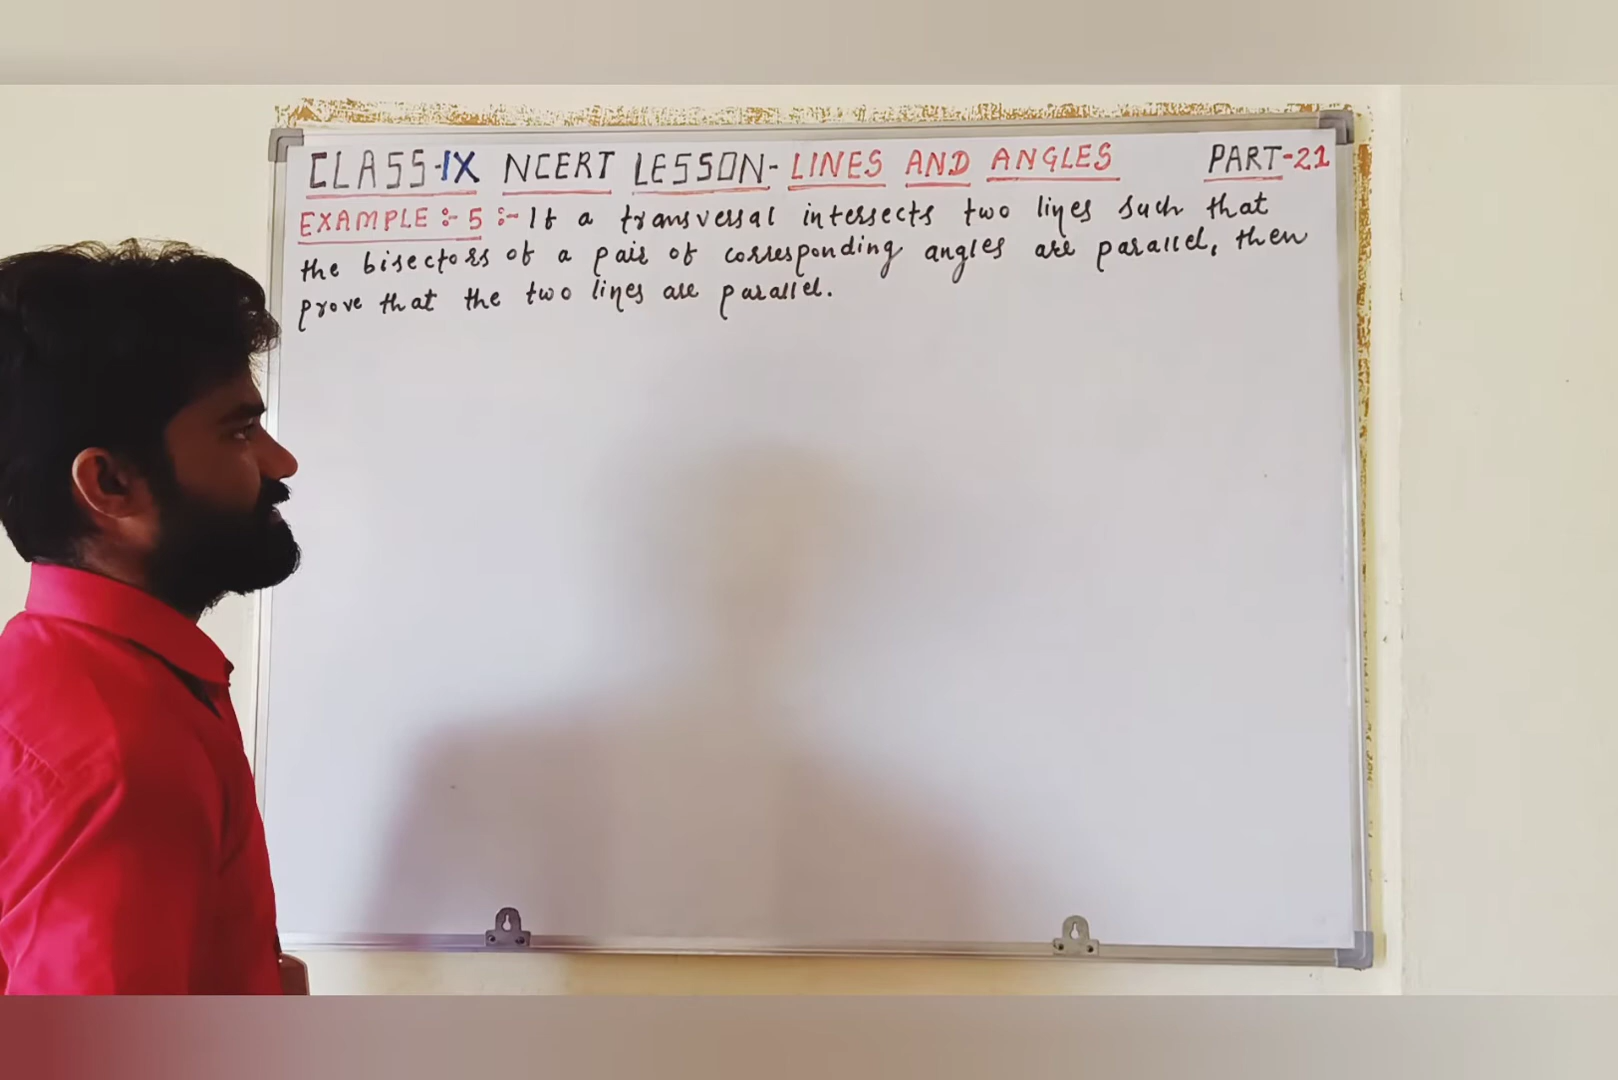 CLASS-IX NCERT LESSON- LINES AND ANGLES PART-21
EXAMPLE :- 5 :- If a transversal intersects two lines such that
the bisectors of a pair of corresponding angles are parallel, then
prove that the two lines are parallel.